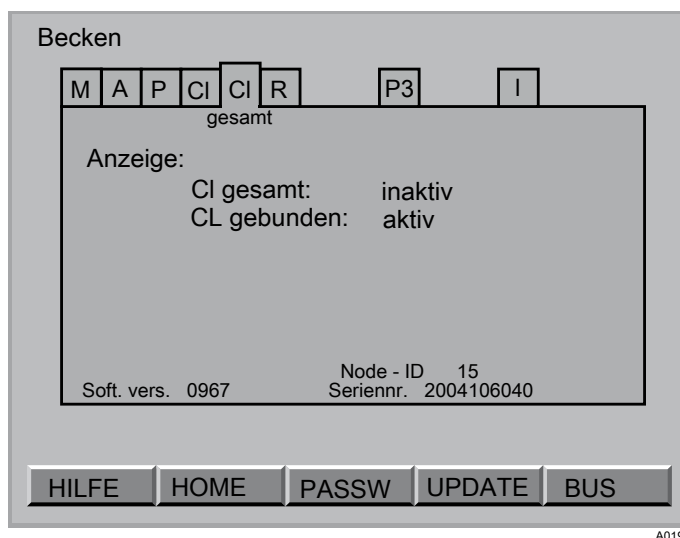 Becken
M A P Cl Cl R P3 I
gesamt
Anzeige:
Cl gesamt: inaktiv
CL gebunden: aktiv
Node - ID 15
Soft. vers. 0967 Seriennr. 2004106040
HILFE HOME PASSW UPDATE BUS
A019